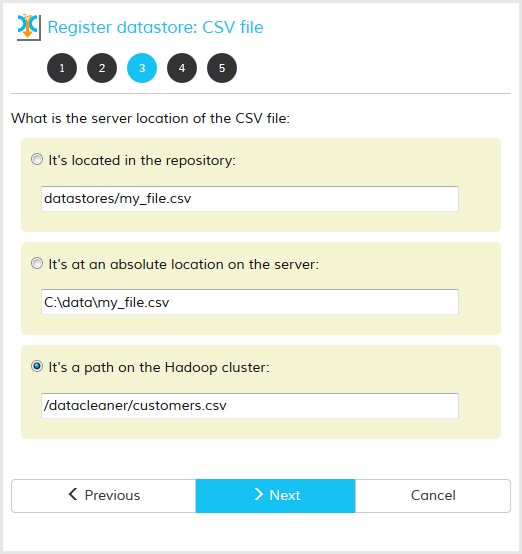 Register datastore: CSV file
1 2 3 4 5
What is the server location of the CSV file:
It's located in the repository:
datastores/my_file.csv
It's at an absolute location on the server:
C:\data\my_file.csv
It's a path on the Hadoop cluster:
/datacleaner/customers.csv
Previous Next Cancel